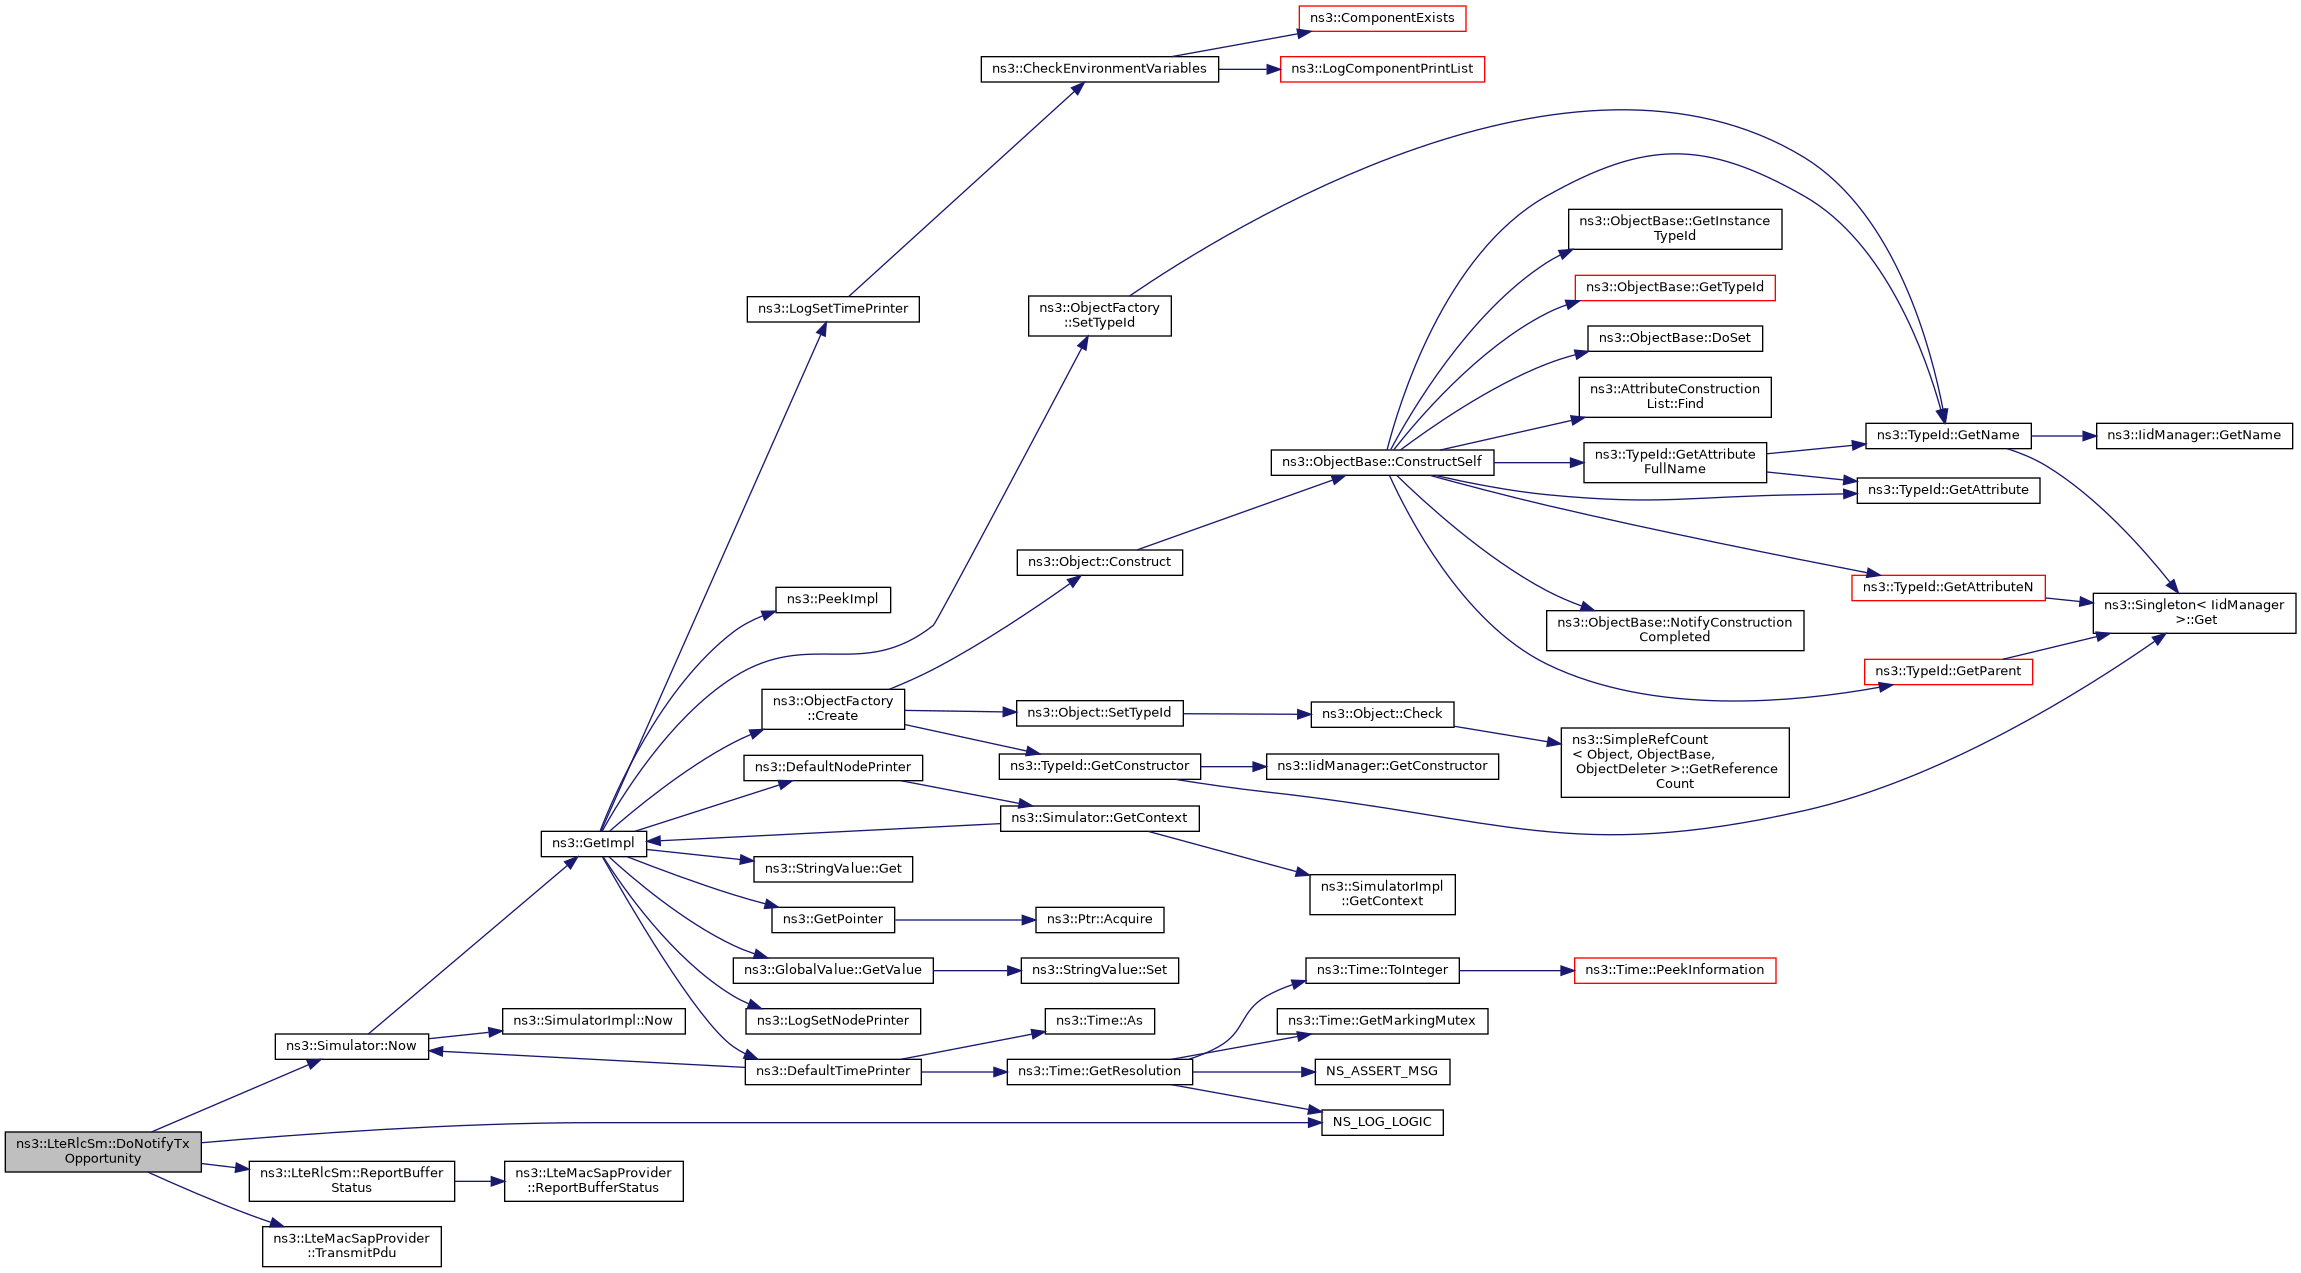 ns3::ComponentExists
ns3::CheckEnvironmentVariables
ns3::LogComponentPrintList
ns3::ObjectBase::GetInstance
TypeId
ns3::ObjectBase::GetTypeId
ns3::LogSetTimePrinter
ns3::ObjectFactory
::SetTypeId
ns3::ObjectBase::DoSet
ns3::AttributeConstruction
List::Find
ns3::TypeId::GetName
ns3::IidManager::GetName
ns3::ObjectBase::ConstructSelf
ns3::TypeId::GetAttribute
FullName
ns3::TypeId::GetAttribute
ns3::Object::Construct
ns3::TypeId::GetAttributeN
ns3::PeekImpl
ns3::Singleton< IidManager
>::Get
ns3::ObjectBase::NotifyConstruction
Completed
ns3::TypeId::GetParent
ns3::ObjectFactory
::Create
ns3::Object::SetTypeId
ns3::Object::Check
ns3::SimpleRefCount
< Object, ObjectBase,
ObjectDeleter >::GetReference
Count
ns3::DefaultNodePrinter
ns3::TypeId::GetConstructor
ns3::IidManager::GetConstructor
ns3::Simulator::GetContext
ns3::GetImpl
ns3::StringValue::Get
ns3::SimulatorImpl
::GetContext
ns3::GetPointer
ns3::Ptr::Acquire
ns3::GlobalValue::GetValue
ns3::StringValue::Set
ns3::Time::ToInteger
ns3::Time::PeekInformation
ns3::SimulatorImpl::Now
ns3::LogSetNodePrinter
ns3::Time::As
ns3::Time::GetMarkingMutex
ns3::Simulator::Now
ns3::DefaultTimePrinter
ns3::Time::GetResolution
NS_ASSERT_MSG
NS_LOG_LOGIC
ns3::LteRlcSm::DoNotifyTx
Opportunity
ns3::LteRlcSm::ReportBuffer
Status
ns3::LteMacSapProvider
::ReportBufferStatus
ns3::LteMacSapProvider
::TransmitPdu